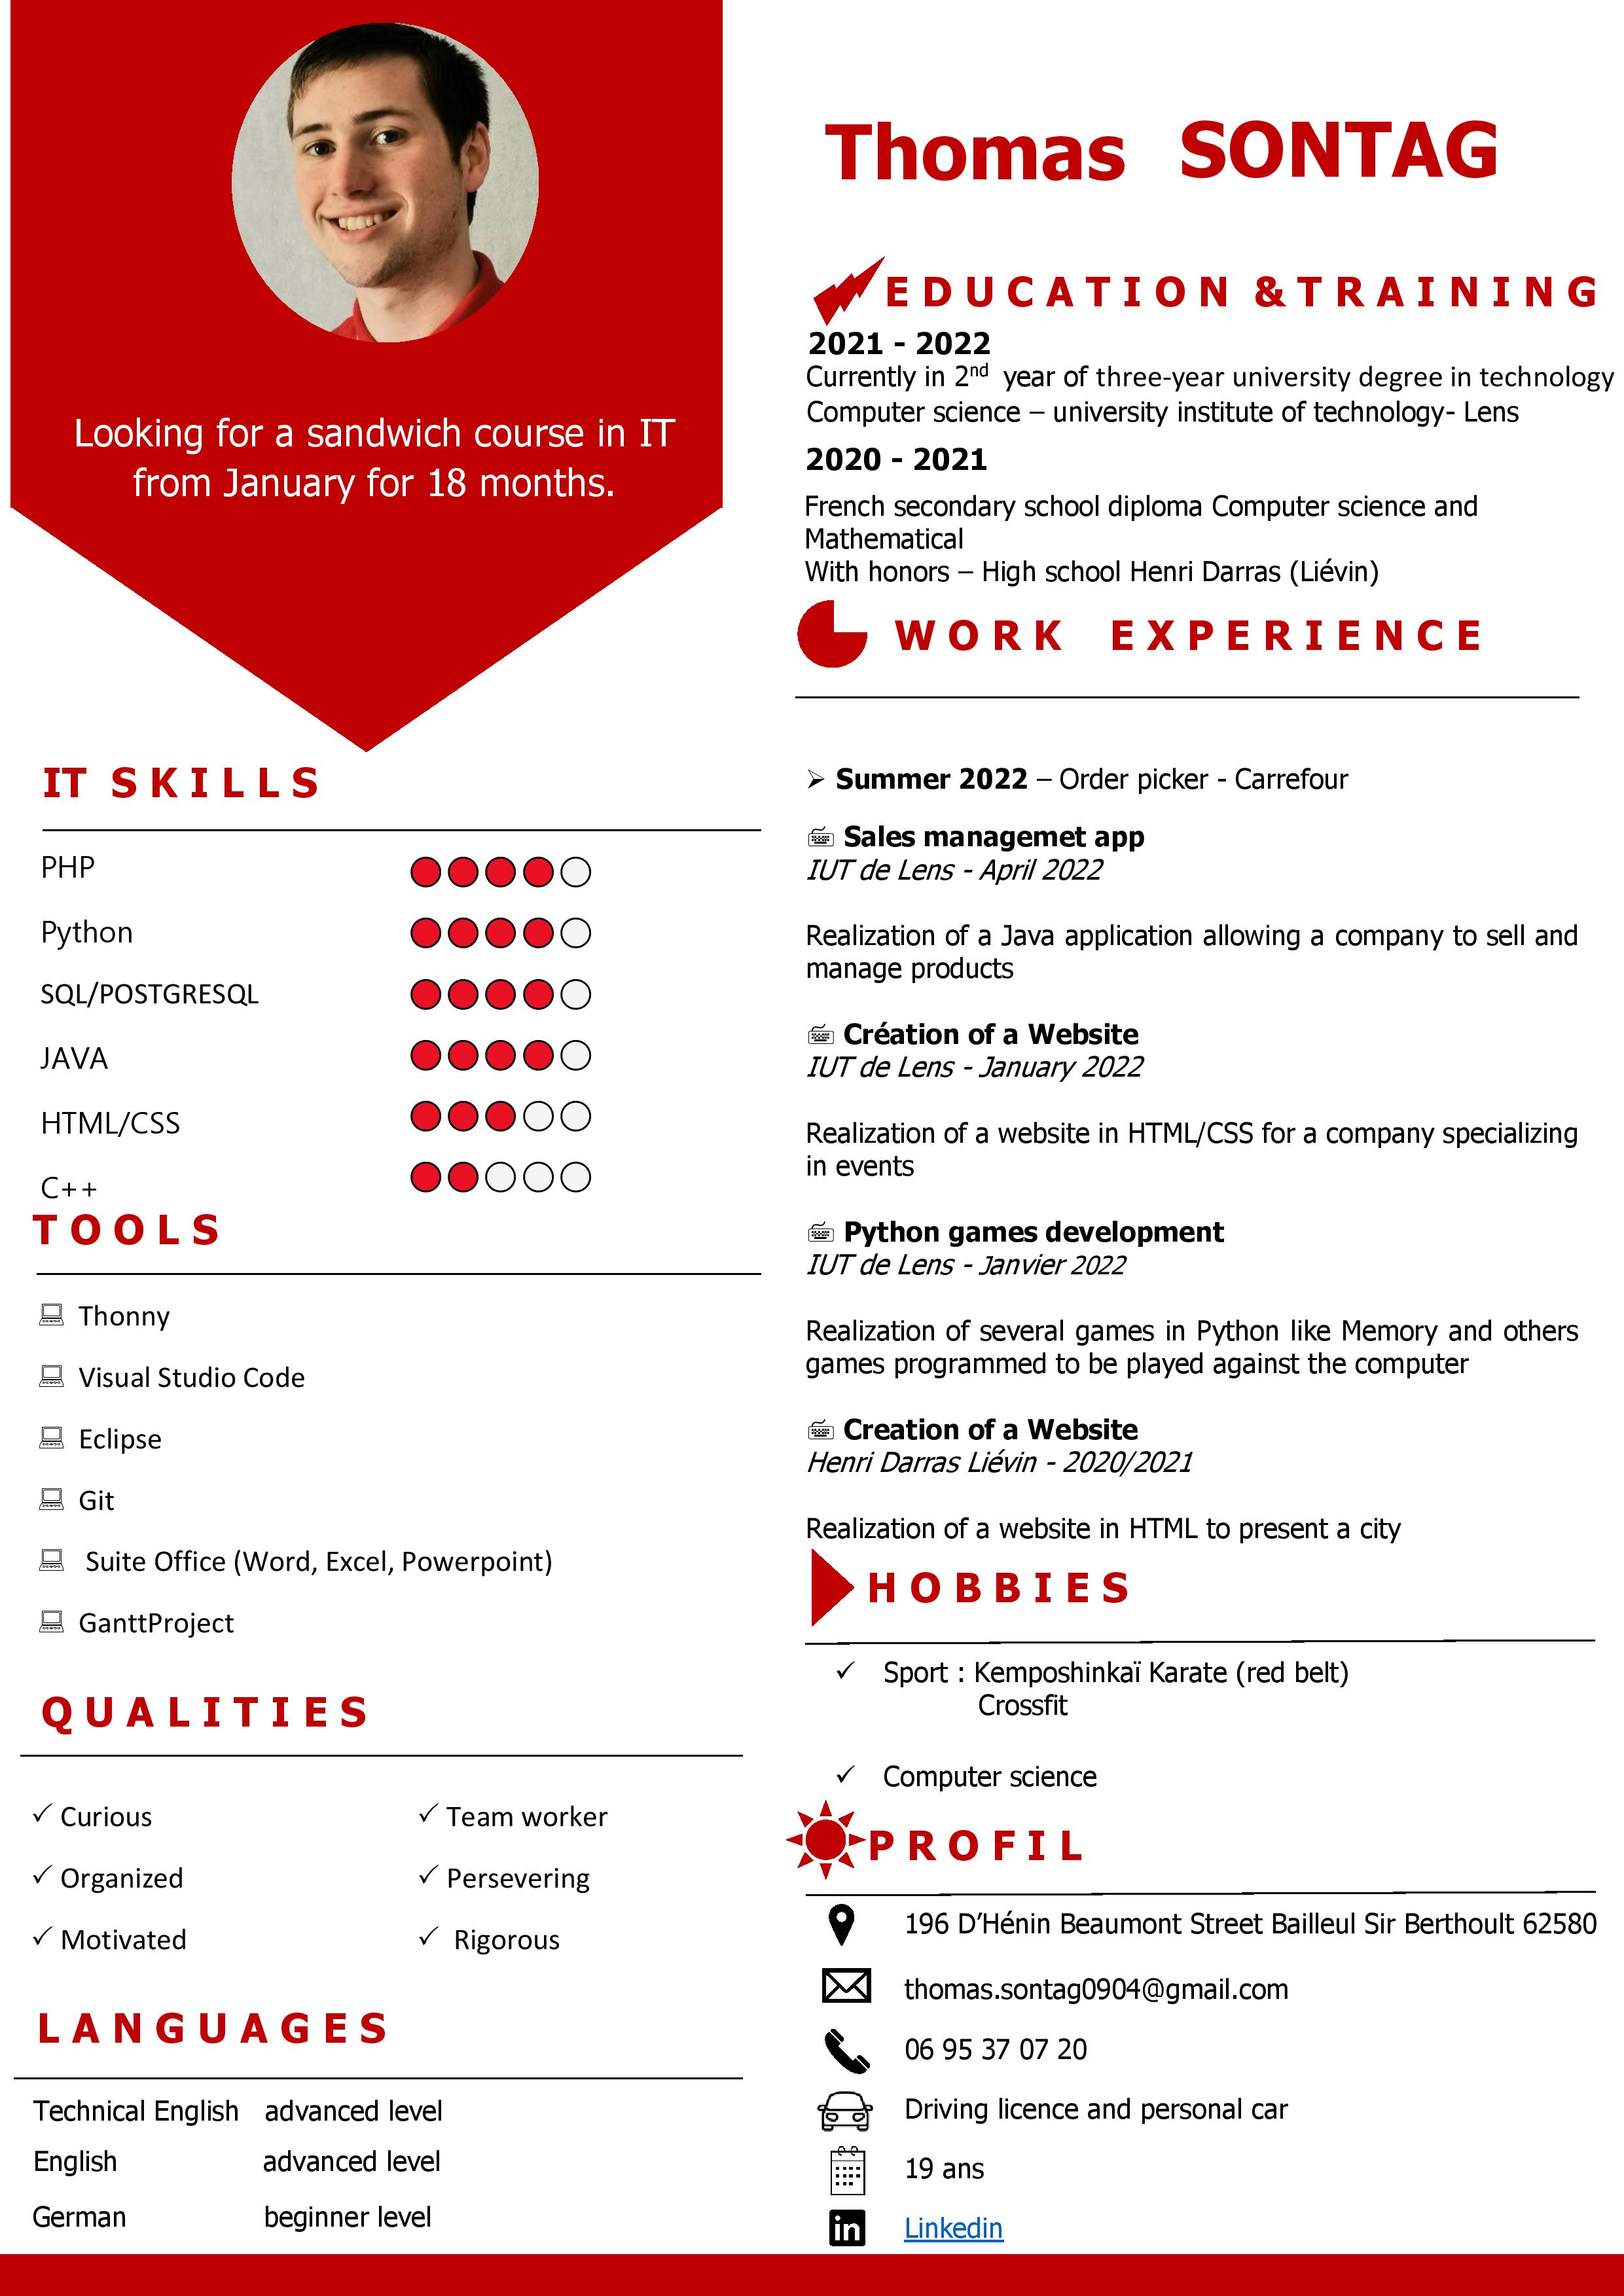 Thomas SONTAG
Looking for a sandwich course in IT
from January for 18 months.
IT SKILLS
PHP
Python
SQL/POSTGRESQL
JAVA
HTML/CSS
C++
TOOLS
Thonny
Visual Studio Code
Eclipse
Git
Suite Office (Word, Excel, Powerpoint)
GanttProject
QUALITIES
✓ Curious
✓ Team worker
✓ Organized
✓ Persevering
✓ Motivated
✓ Rigorous
LANGUAGES
Technical English advanced level
English advanced level
German beginner level
EDUCATION &TRAINING
2021 - 2022
Currently in 2nd year of three-year university degree in technology
Computer science – university institute of technology- Lens
2020 - 2021
French secondary school diploma Computer science and
Mathematical
With honors – High school Henri Darras (Liévin)
WORK EXPERIENCE
➢ Summer 2022 – Order picker - Carrefour
Sales managemet app
IUT de Lens - April 2022
Realization of a Java application allowing a company to sell and
manage products
Création of a Website
IUT de Lens - January 2022
Realization of a website in HTML/CSS for a company specializing
in events
Python games development
IUT de Lens - Janvier 2022
Realization of several games in Python like Memory and others
games programmed to be played against the computer
Creation of a Website
Henri Darras Liévin - 2020/2021
Realization of a website in HTML to present a city
HOBBIES
✓ Sport : Kemposhinkaï Karate (red belt)
Crossfit
✓ Computer science
PROFIL
196 D’Hénin Beaumont Street Bailleul Sir Berthoult 62580
thomas.sontag0904@gmail.com
06 95 37 07 20
Driving licence and personal car
19 ans
in Linkedin